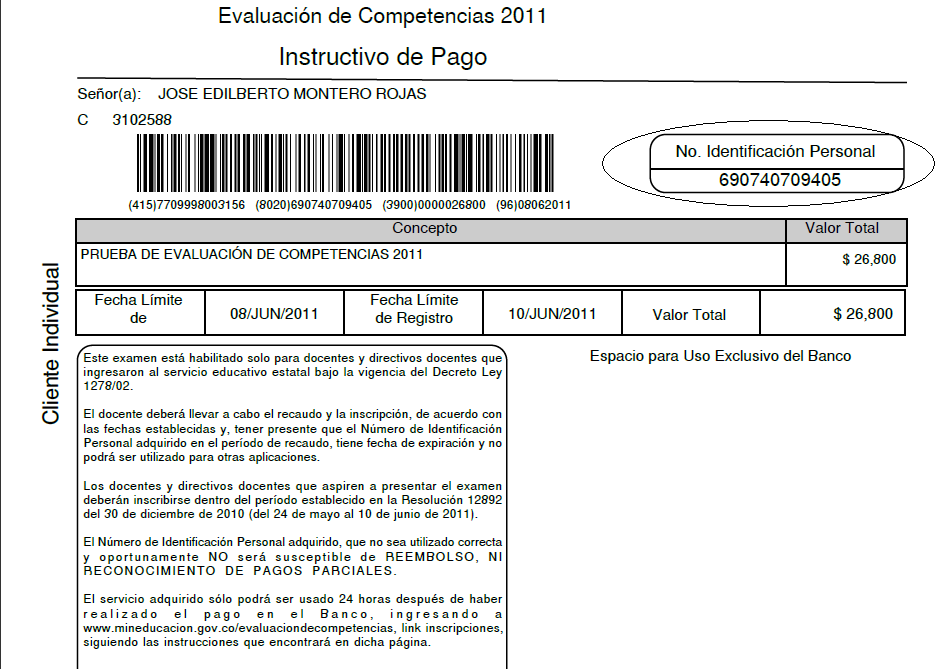 Evaluación de Competencias 2011
Instructivo de Pago
Señor(a): JOSE EDILBERTO MONTERO ROJAS
C 3102588
No. Identificación Personal
690740709405
(415)7709998003156 (8020)690740709405 (3900)0000026800 (96)08062011
Concepto Valor Total
PRUEBA DE EVALUACIÓN DE COMPETENCIAS 2011 $ 26,800
Fecha Límite
de
08/JUN/2011
Fecha Límite
de Registro
10/JUN/2011
Valor Total
$ 26,800
Cliente Individual
Este examen está habilitado solo para docentes y directivos docentes que
ingresaron al servicio educativo estatal bajo la vigencia del Decreto Ley
1278/02.
El docente deberá llevar a cabo el recaudo y la inscripción, de acuerdo con
las fechas establecidas y, tener presente que el Número de Identificación
Personal adquirido en el período de recaudo, tiene fecha de expiración y no
podrá ser utilizado para otras aplicaciones.
Los docentes y directivos docentes que aspiren a presentar el examen
deberán inscribirse dentro del período establecido en la Resolución 12892
del 30 de diciembre de 2010 (del 24 de mayo al 10 de junio de 2011).
El Número de Identificación Personal adquirido, que no sea utilizado correcta
y oportunamente NO será susceptible de REEMBOLSO, NI
RECONOCIMIENTO DE PAGOS PARCIALES.
El servicio adquirido sólo podrá ser usado 24 horas después de haber
realizado el pago en el Banco, ingresando a
www.mineducacion.gov.co/evaluaciondecompetencias, link inscripciones,
siguiendo las instrucciones que encontrará en dicha página.
Espacio para Uso Exclusivo del Banco